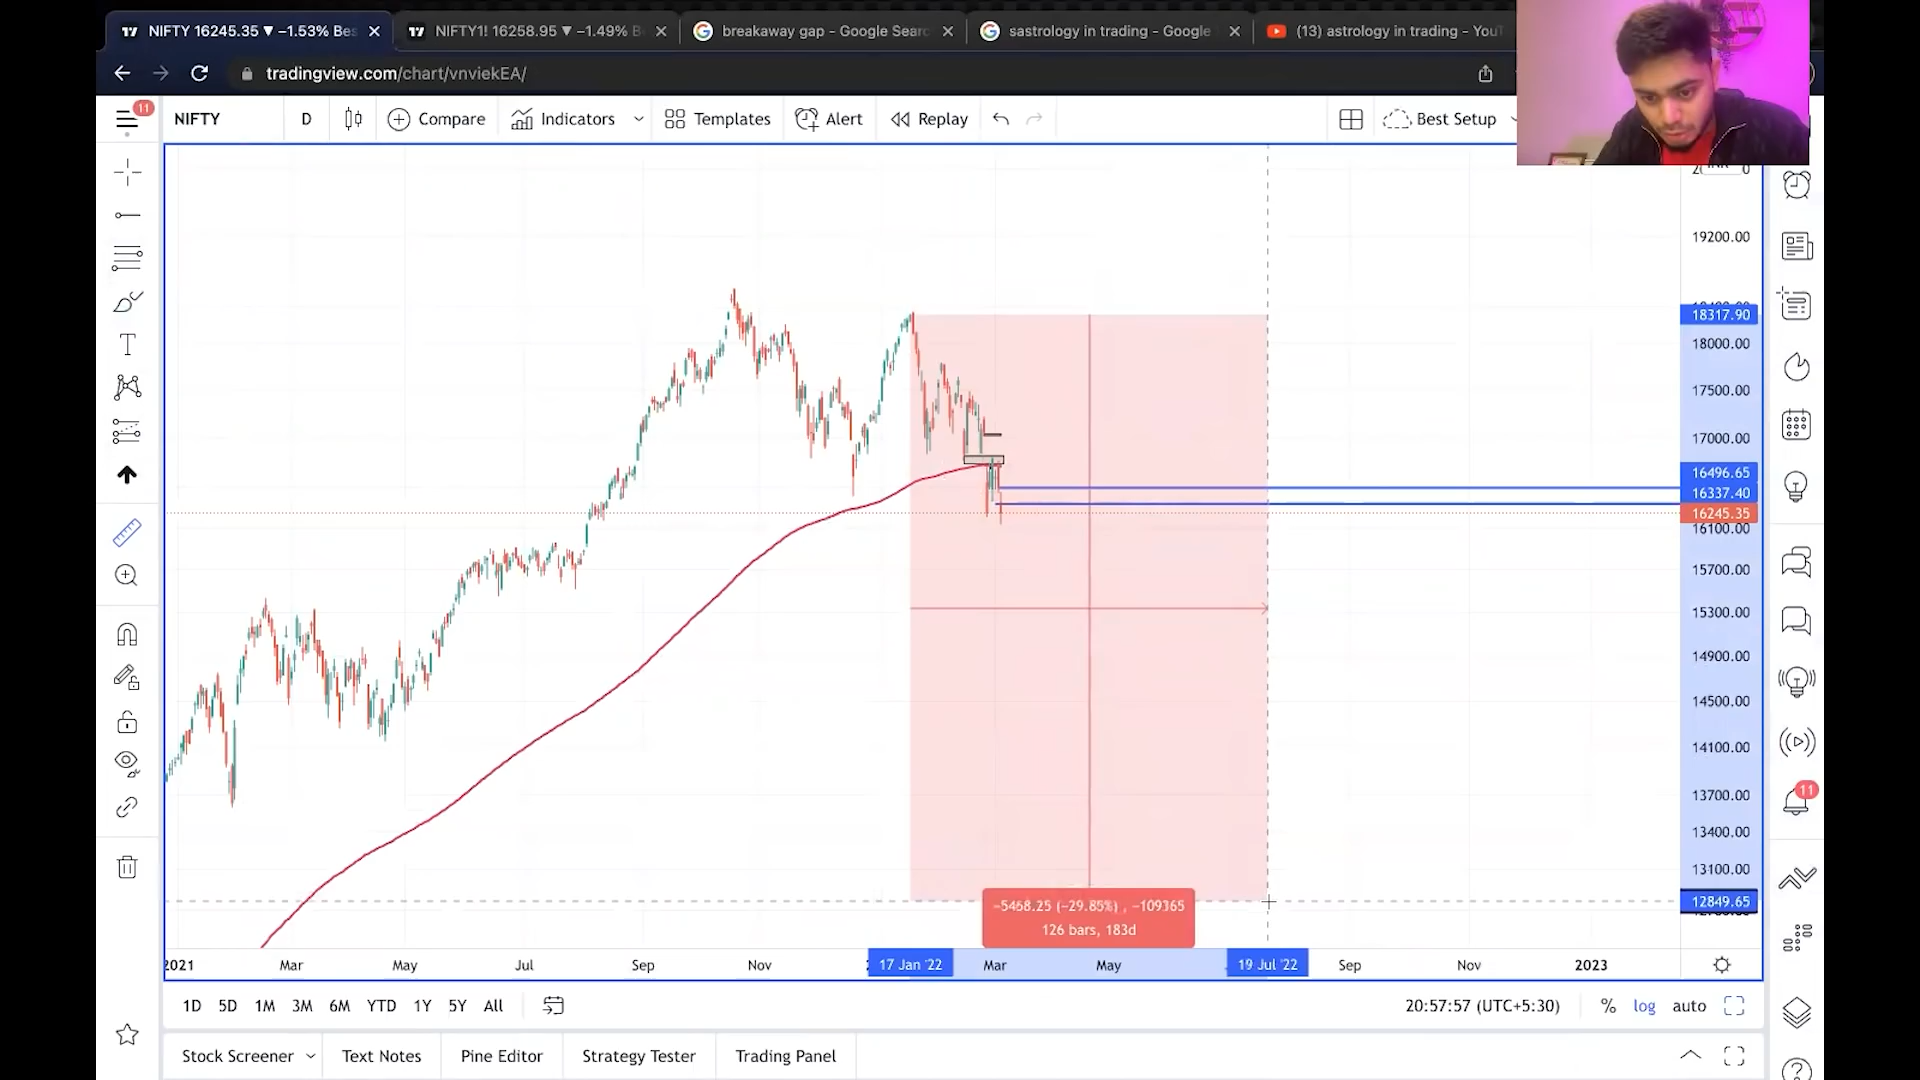 NIFTY 16245.35 ▼ −1.53% Bes
NIFTY1! 16258.95 ▼ −1.49% B
breakaway gap - Google Sear
sastrology in trading - Google
(13) astrology in trading - You
tradingview.com/chart/vnviekEA/
11
NIFTY
D
Compare
Indicators
Templates
Alert
Replay
Best Setup
19200.00
18317.90
18000.00
17500.00
17000.00
16496.65
16337.40
16245.35
16100.00
15700.00
15300.00
14900.00
14500.00
14100.00
13700.00
13400.00
13100.00
12849.65
11
−5468.25 (−29.85%) , −109365
126 bars, 183d
2021
Mar
May
Jul
Sep
Nov
17 Jan '22
Mar
May
19 Jul '22
Sep
Nov
2023
1D 5D 1M 3M 6M YTD 1Y 5Y All
20:57:57 (UTC+5:30)
%
log
auto
Stock Screener
Text Notes
Pine Editor
Strategy Tester
Trading Panel